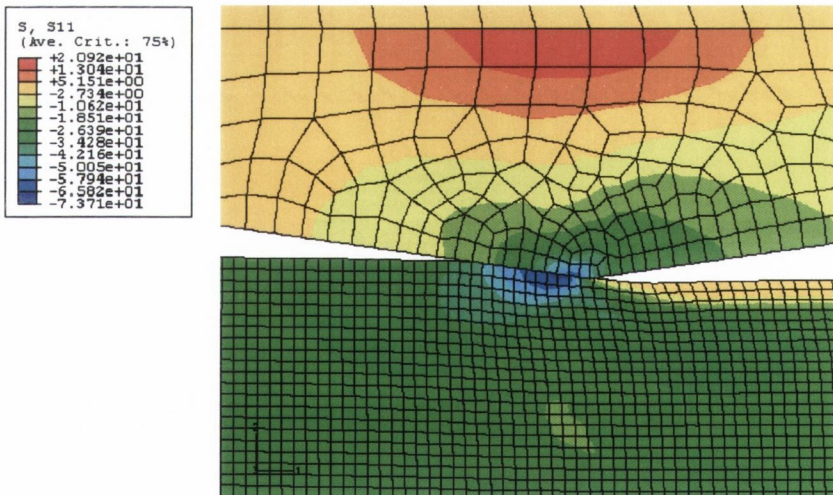 S, S11
(Ave. Crit.: 75%)
+2.092e+01
+1.304e+01
+5.151e+00
-2.734e+00
-1.062e+01
-1.851e+01
-2.639e+01
-3.428e+01
-4.216e+01
-5.005e+01
-5.794e+01
-6.582e+01
-7.371e+01